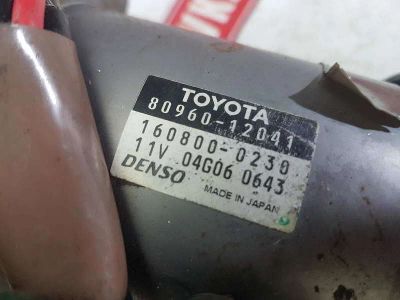 TOYOTA
80960-12041
160800-0230
11V 04G06 0643
DENSO MADE IN JAPAN